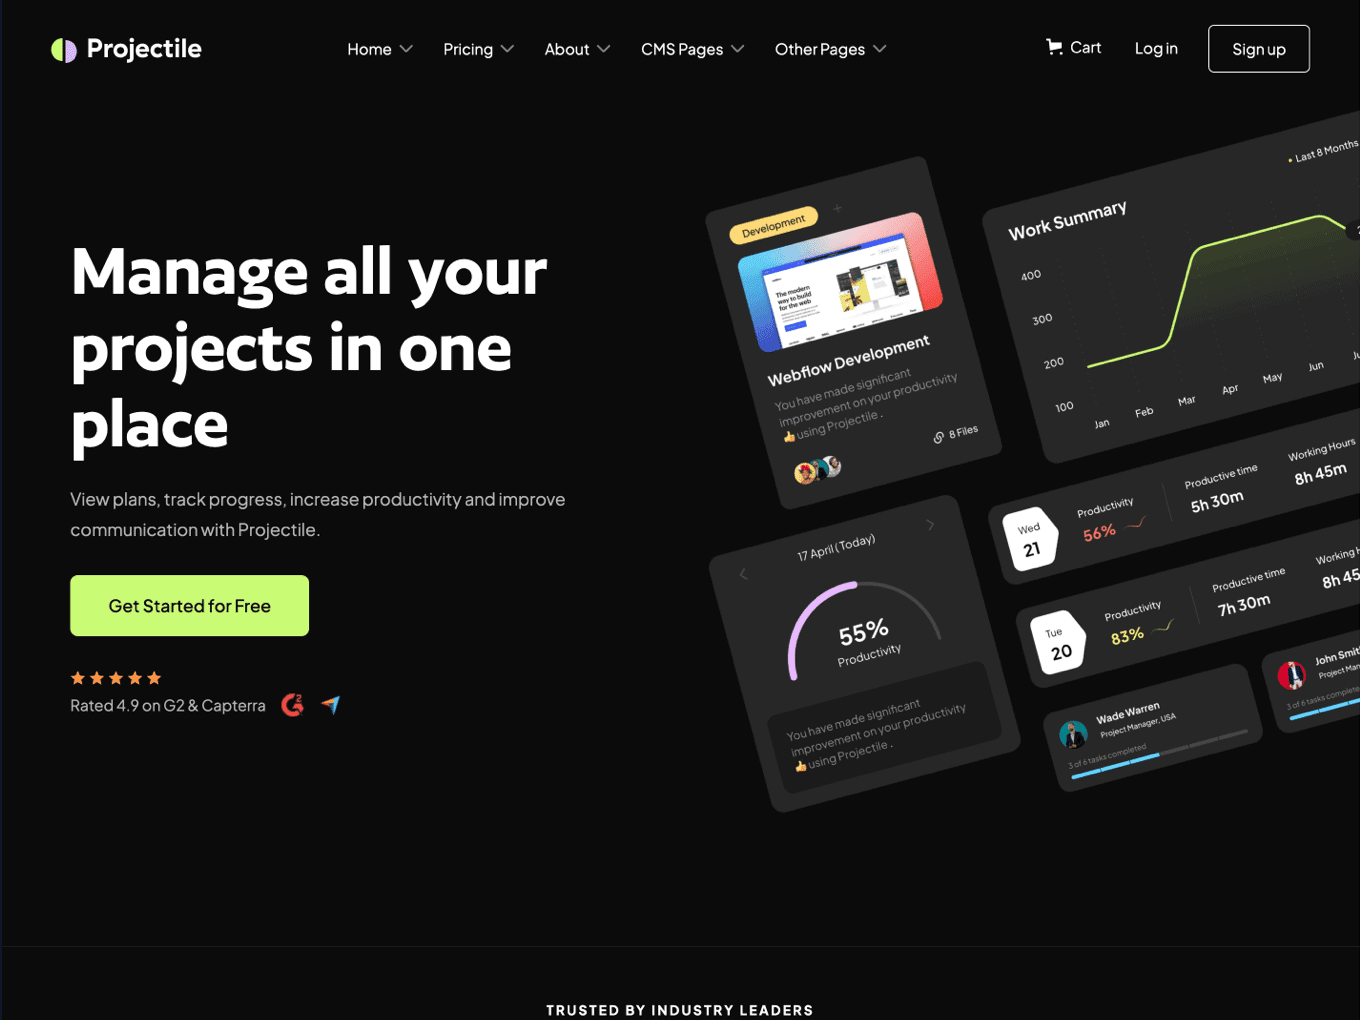 Projectile
Home
Pricing
About
CMS Pages
Other Pages
Cart
Log in
Sign up
Manage all your
projects in one
place
View plans, track progress, increase productivity and improve
communication with Projectile.
Get Started for Free
Rated 4.9 on G2 & Capterra
Development
The modern
way to build
for the web
Webflow Development
You have made significant
improvement on your productivity
👍 using Projectile .
8 Files
Work Summary
Last 8 Months
400
300
200
100
Jan
Feb
Mar
Apr
May
Jun
17 April (Today)
55%
Productivity
You have made significant
improvement on your productivity
👍 using Projectile .
Wed
21
Productivity
56%
Productive time
5h 30m
Working Hours
8h 45m
Tue
20
Productivity
83%
Productive time
7h 30m
Working H
8h 45
Wade Warren
Project Manager, USA
3 of 6 tasks completed
John Smit
Project Man
3 of 6 tasks complete
TRUSTED BY INDUSTRY LEADERS